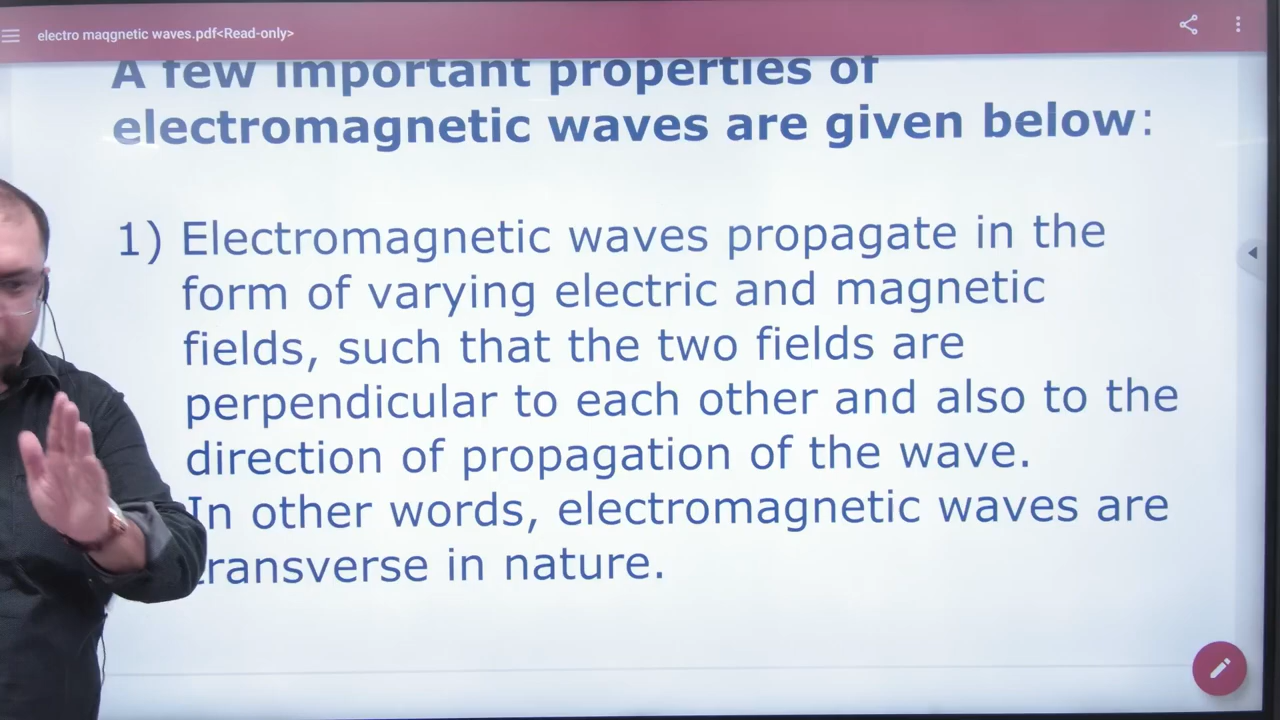 electro maqgnetic waves.pdf<Read-only>
A few important properties of
electromagnetic waves are given below:
1) Electromagnetic waves propagate in the
form of varying electric and magnetic
fields, such that the two fields are
perpendicular to each other and also to the
direction of propagation of the wave.
In other words, electromagnetic waves are
transverse in nature.